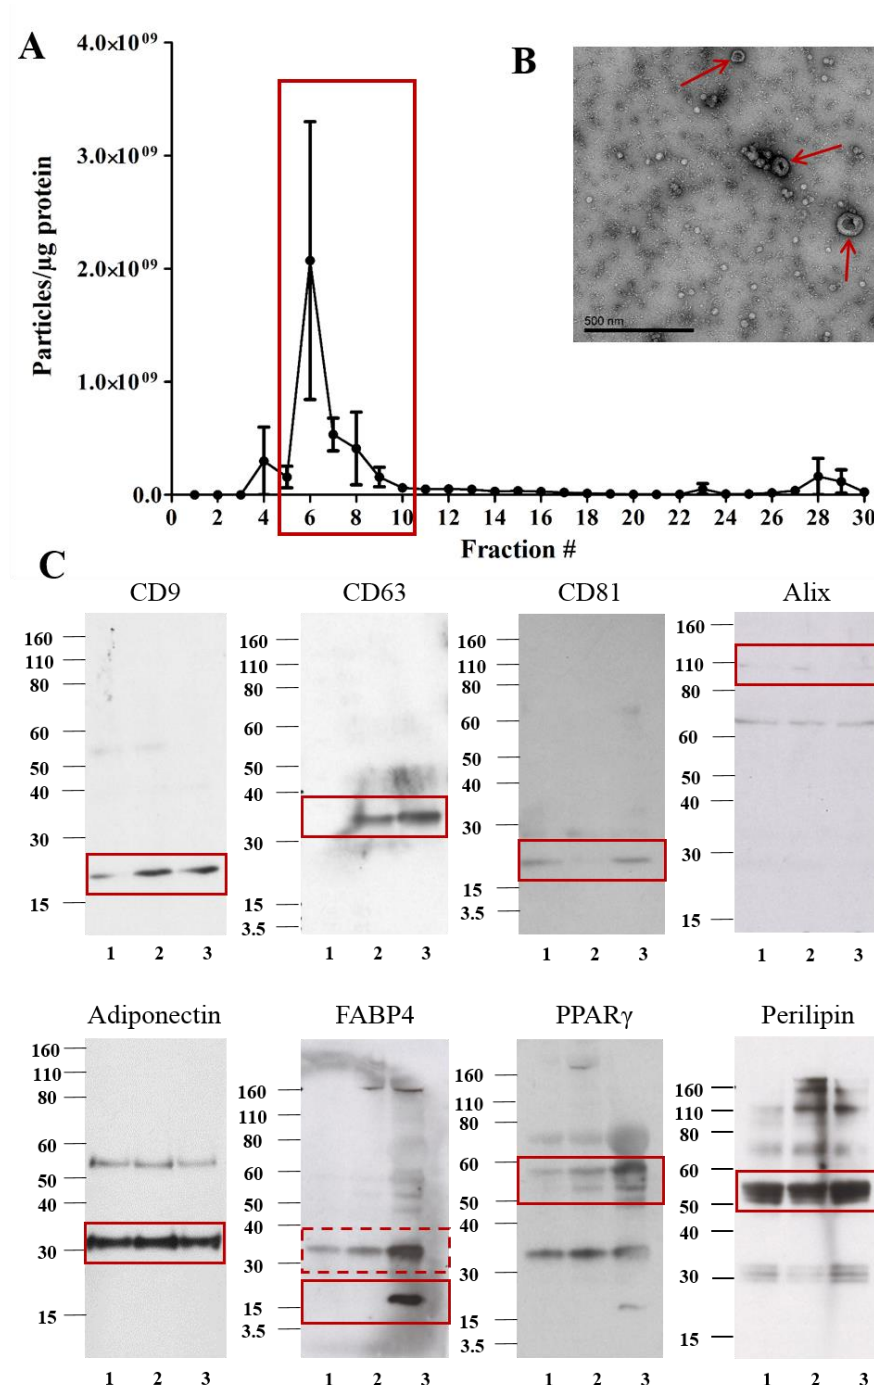 A
B
4.0×10⁰⁹
3.0×10⁰⁹
2.0×10⁰⁹
1.0×10⁰⁹
0.0
Particles/µg protein
0 2 4 6 8 10 12 14 16 18 20 22 24 26 28 30
Fraction #
500 nm
C
CD9 CD63 CD81 Alix
160 110 80 60 50 40 30 15
160 110 80 60 50 40 30 15 3.5
160 110 80 60 50 40 30 15 3.5
160 110 80 60 50 40 30 15
1 2 3 1 2 3 1 2 3 1 2 3
Adiponectin FABP4 PPARγ Perilipin
160 110 80 60 50 40 30 15
160 110 80 60 50 40 30 15 3.5
160 110 80 60 50 40 30 15 3.5
160 110 80 60 50 40 30 15
1 2 3 1 2 3 1 2 3 1 2 3